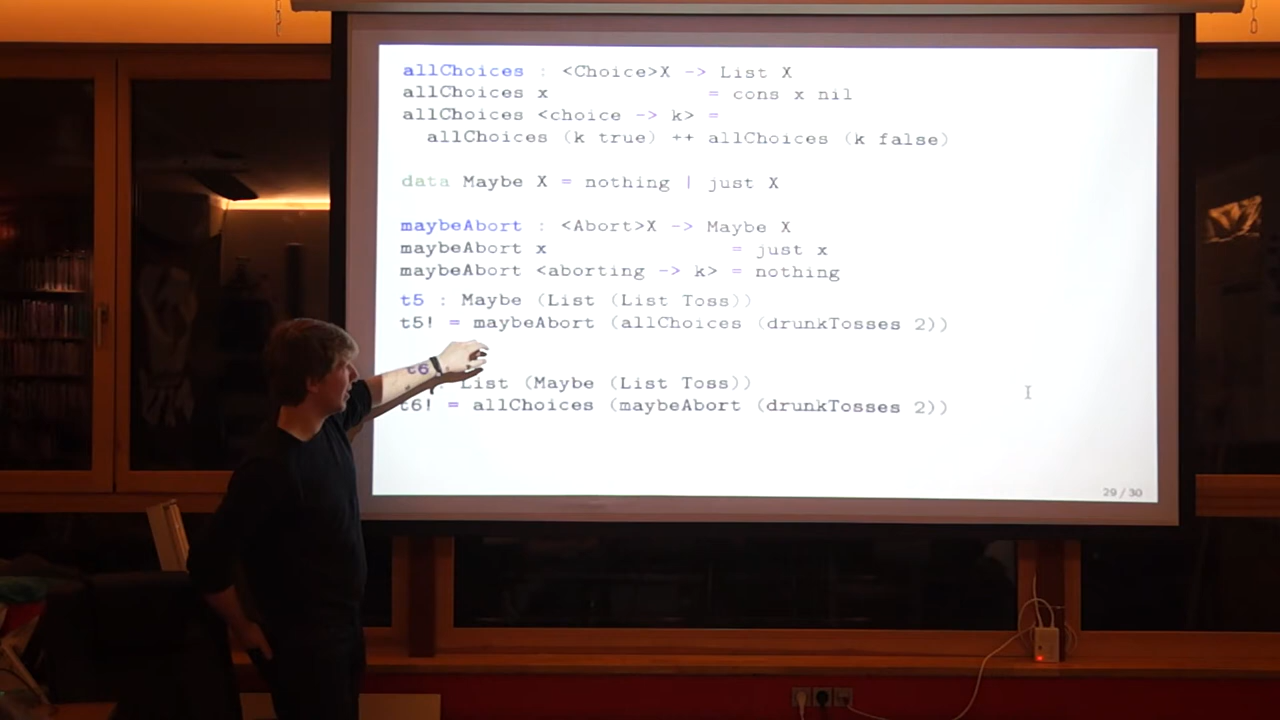 allChoices : <Choice>X -> List X
allChoices x = cons x nil
allChoices <choice -> k> =
allChoices (k true) ++ allChoices (k false)
data Maybe X = nothing | just X
maybeAbort : <Abort>X -> Maybe X
maybeAbort x = just x
maybeAbort <aborting -> k> = nothing
t5 : Maybe (List (List Toss))
t5! = maybeAbort (allChoices (drunkTosses 2))
t6 List (Maybe (List Toss))
t6! = allChoices (maybeAbort (drunkTosses 2))
29 / 30